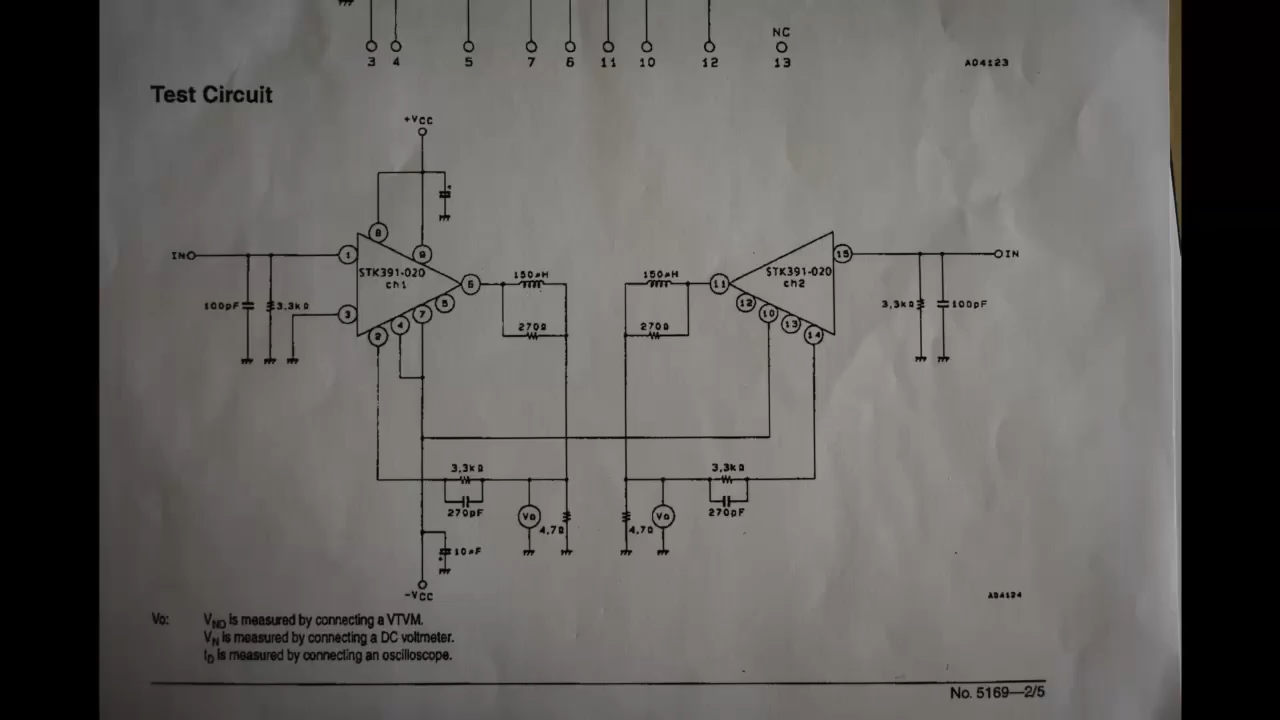 NC
3 4 5 7 6 11 10 12 13
AD4123
Test Circuit
+VCC
8
9
IN 1 STK391-020 6 150μH 150μH 11 STK391-020 15 IN
ch1 ch2
100pF 3.3kΩ 3 5 12 3.3kΩ 100pF
2 4 7 270Ω 270Ω 10 13 14
3.3kΩ 3.3kΩ
270pF Vo 4.7Ω 4.7Ω Vo 270pF
+ 10μF
-VCC
AD4124
Vo: VNO is measured by connecting a VTVM.
VN is measured by connecting a DC voltmeter.
ID is measured by connecting an oscilloscope.
No. 5169—2/5